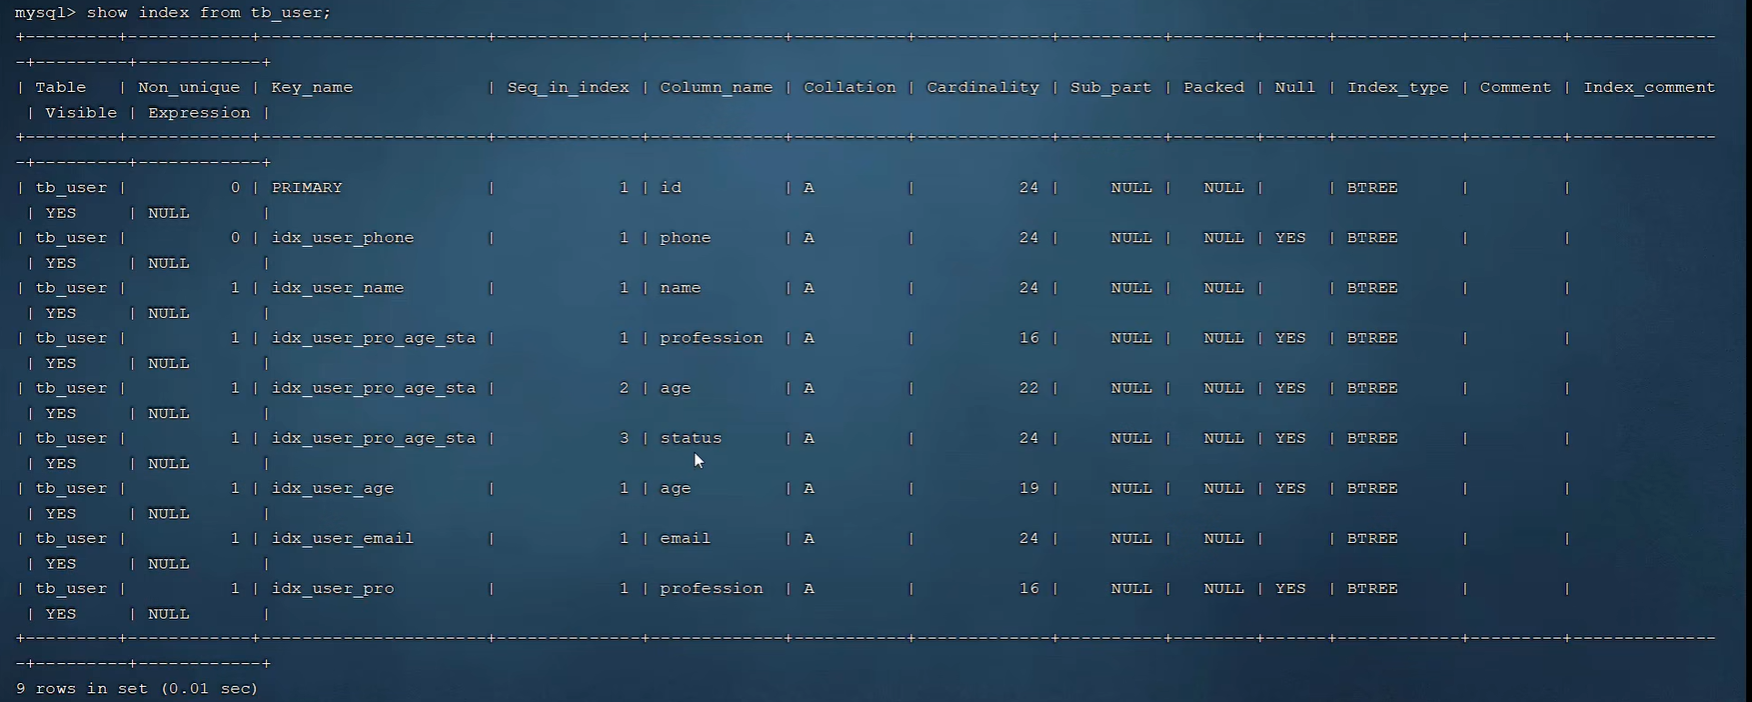 mysql> show index from tb_user;
+---------+------------+----------------------+--------------+-------------+-----------+-------------+----------+--------+------+------------+---------+--------------
-+---------+------------+
| Table   | Non_unique | Key_name             | Seq_in_index | Column_name | Collation | Cardinality | Sub_part | Packed | Null | Index_type | Comment | Index_comment
 | Visible | Expression |
+---------+------------+----------------------+--------------+-------------+-----------+-------------+----------+--------+------+------------+---------+--------------
-+---------+------------+
| tb_user |          0 | PRIMARY              |            1 | id          | A         |          24 |     NULL |   NULL |      | BTREE      |         |
 | YES     | NULL       |
| tb_user |          0 | idx_user_phone       |            1 | phone       | A         |          24 |     NULL |   NULL | YES  | BTREE      |         |
 | YES     | NULL       |
| tb_user |          1 | idx_user_name        |            1 | name        | A         |          24 |     NULL |   NULL |      | BTREE      |         |
 | YES     | NULL       |
| tb_user |          1 | idx_user_pro_age_sta |            1 | profession  | A         |          16 |     NULL |   NULL | YES  | BTREE      |         |
 | YES     | NULL       |
| tb_user |          1 | idx_user_pro_age_sta |            2 | age         | A         |          22 |     NULL |   NULL | YES  | BTREE      |         |
 | YES     | NULL       |
| tb_user |          1 | idx_user_pro_age_sta |            3 | status      | A         |          24 |     NULL |   NULL | YES  | BTREE      |         |
 | YES     | NULL       |
| tb_user |          1 | idx_user_age         |            1 | age         | A         |          19 |     NULL |   NULL | YES  | BTREE      |         |
 | YES     | NULL       |
| tb_user |          1 | idx_user_email       |            1 | email       | A         |          24 |     NULL |   NULL |      | BTREE      |         |
 | YES     | NULL       |
| tb_user |          1 | idx_user_pro         |            1 | profession  | A         |          16 |     NULL |   NULL | YES  | BTREE      |         |
 | YES     | NULL       |
+---------+------------+----------------------+--------------+-------------+-----------+-------------+----------+--------+------+------------+---------+--------------
-+---------+------------+
9 rows in set (0.01 sec)